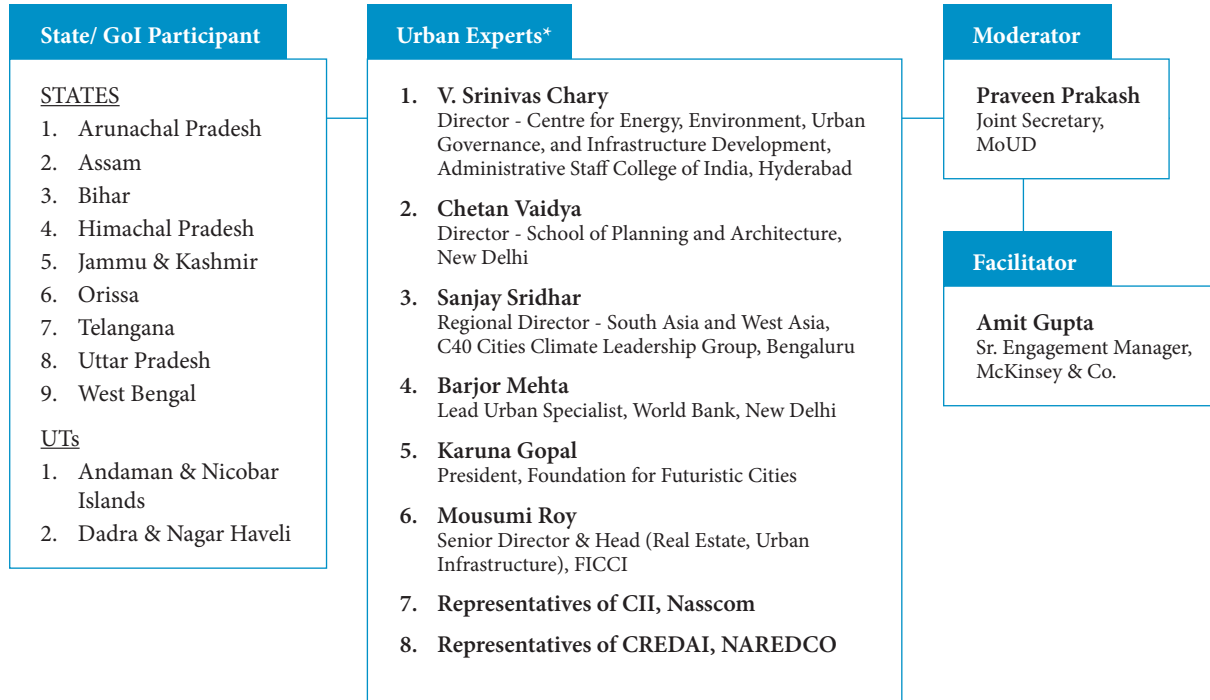 State/ GoI Participant
STATES
1. Arunachal Pradesh
2. Assam
3. Bihar
4. Himachal Pradesh
5. Jammu & Kashmir
6. Orissa
7. Telangana
8. Uttar Pradesh
9. West Bengal
UTs
1. Andaman & Nicobar
Islands
2. Dadra & Nagar Haveli
Urban Experts*
1. V. Srinivas Chary
Director - Centre for Energy, Environment, Urban
Governance, and Infrastructure Development,
Administrative Staff College of India, Hyderabad
2. Chetan Vaidya
Director - School of Planning and Architecture,
New Delhi
3. Sanjay Sridhar
Regional Director - South Asia and West Asia,
C40 Cities Climate Leadership Group, Bengaluru
4. Barjor Mehta
Lead Urban Specialist, World Bank, New Delhi
5. Karuna Gopal
President, Foundation for Futuristic Cities
6. Mousumi Roy
Senior Director & Head (Real Estate, Urban
Infrastructure), FICCI
7. Representatives of CII, Nasscom
8. Representatives of CREDAI, NAREDCO
Moderator
Praveen Prakash
Joint Secretary,
MoUD
Facilitator
Amit Gupta
Sr. Engagement Manager,
McKinsey & Co.